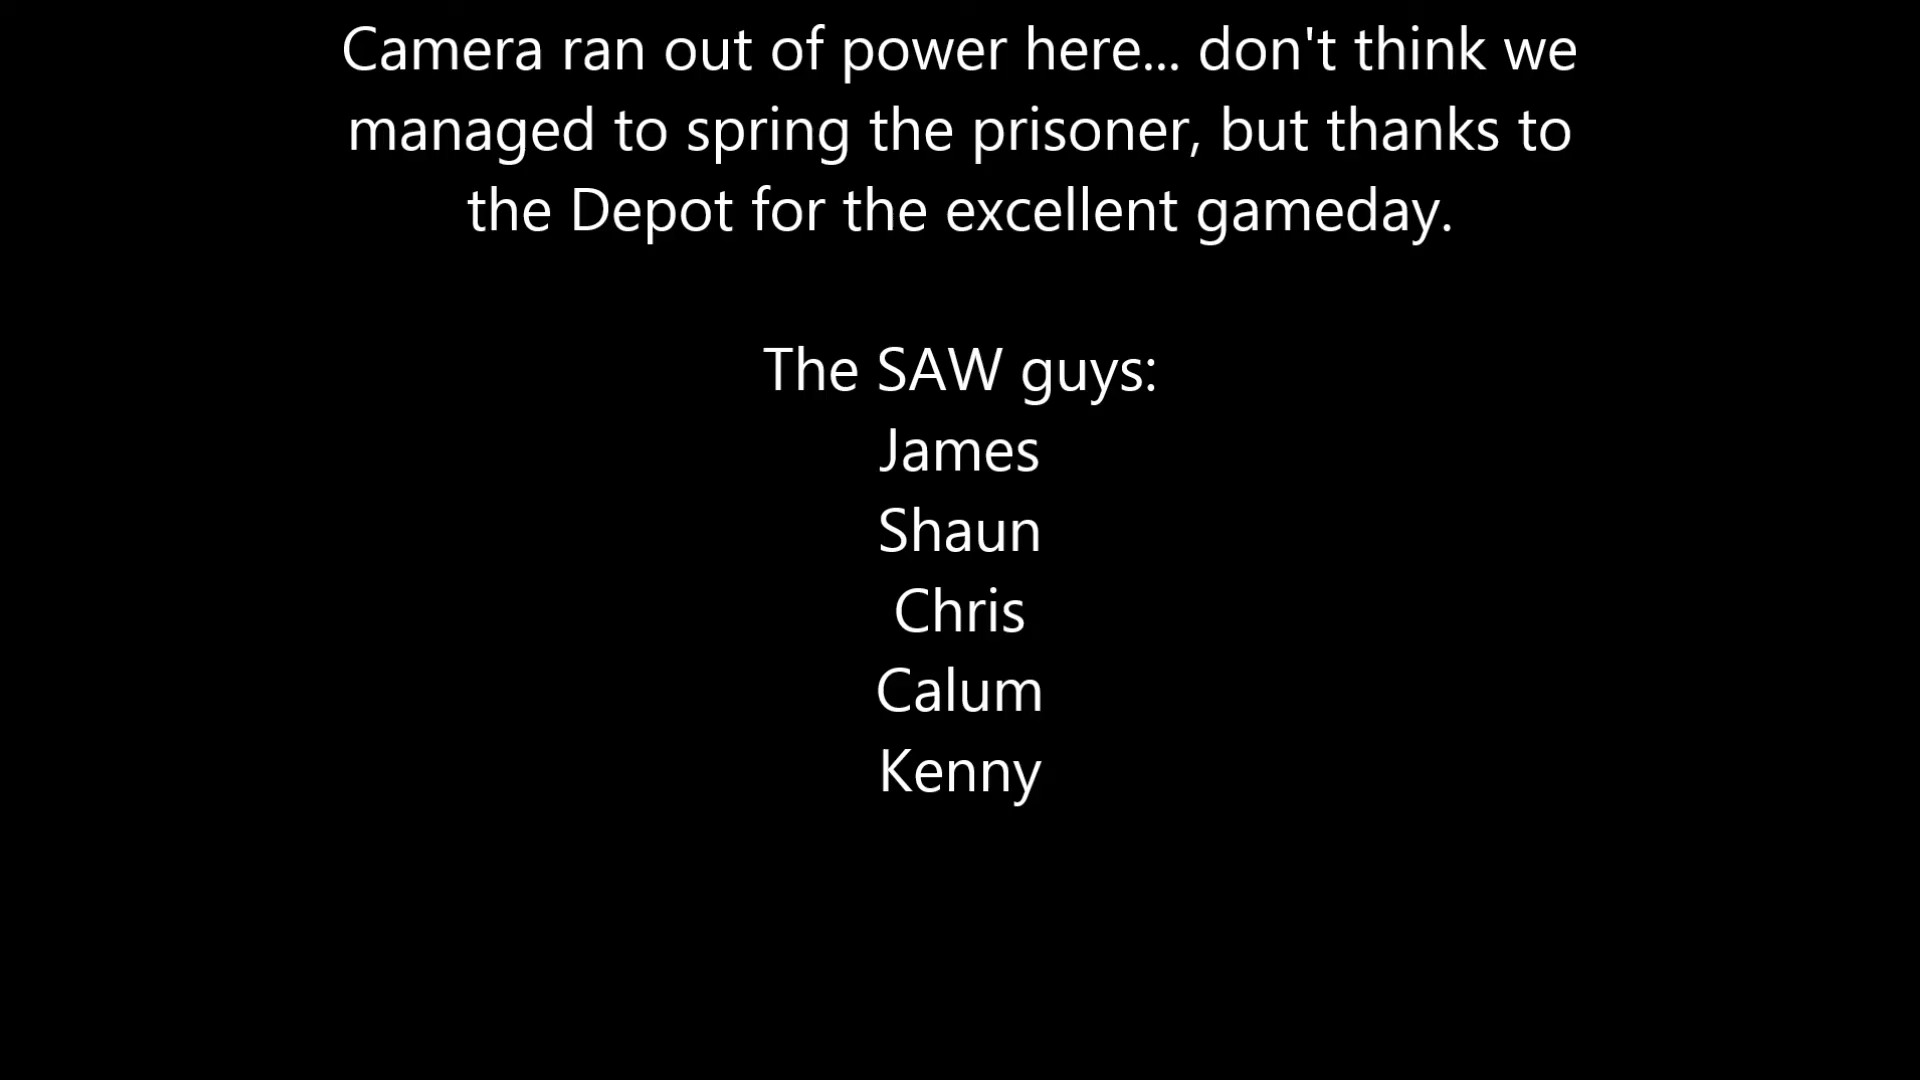 Camera ran out of power here... don't think we
managed to spring the prisoner, but thanks to
the Depot for the excellent gameday.
The SAW guys:
James
Shaun
Chris
Calum
Kenny